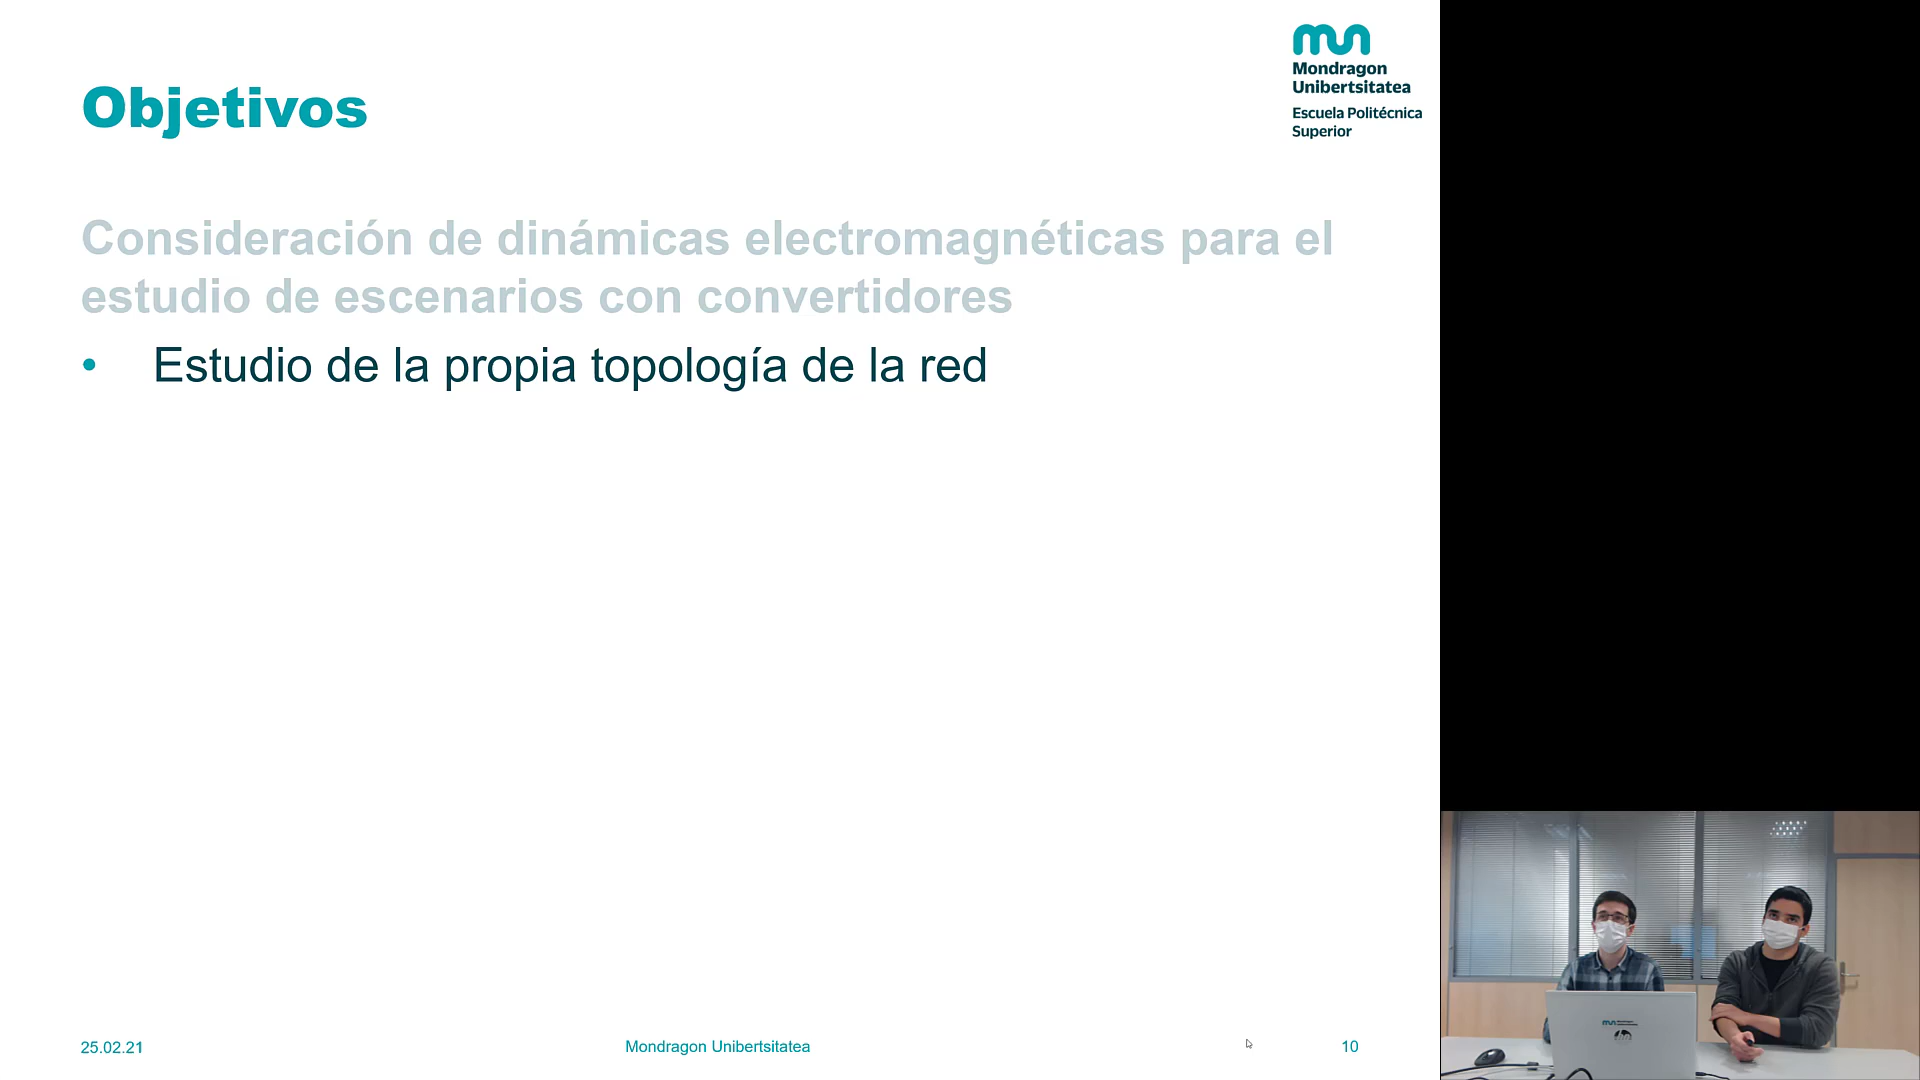 Mondragon
Unibertsitatea
Escuela Politécnica
Superior
Objetivos
Consideración de dinámicas electromagnéticas para el
estudio de escenarios con convertidores
• Estudio de la propia topología de la red
25.02.21
Mondragon Unibertsitatea
10